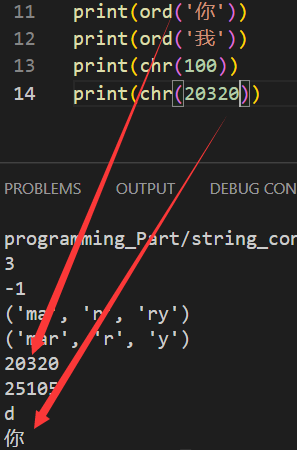 11 print(ord('你'))
12 print(ord('我'))
13 print(chr(100))
14 print(chr(20320))
PROBLEMS OUTPUT DEBUG CON
programming_Part/string_con
3
-1
('ma', 'r', 'ry')
('mar', 'r', 'y')
20320
25105
d
你